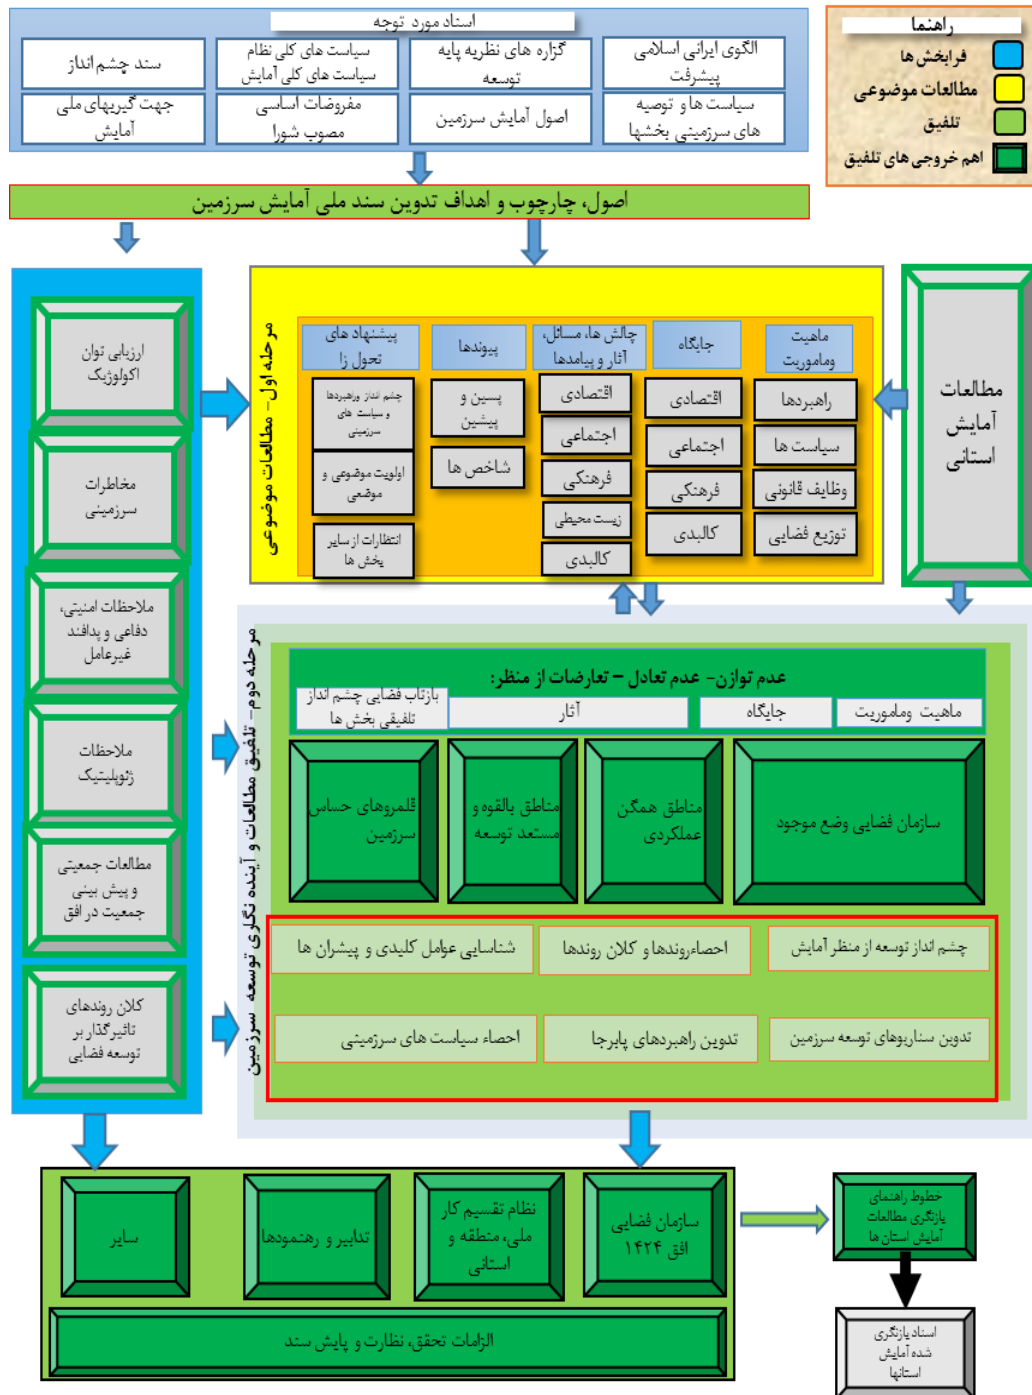 اسناد مورد توجه
الگوی ایرانی اسلامی
پیشرفت
گزاره های نظریه پایه
توسعه
سیاست های کلی نظام
سیاست های کلی آمایش
سند چشم انداز
سیاست ها و توصیه
های سرزمینی بخشها
اصول آمایش سرزمین
مفروضات اساسی
مصوب شورا
جهت گیریهای ملی
آمایش
راهنما
فرابخش ها
مطالعات موضوعی
تلفیق
اهم خروجی های تلفیق
اصول، چارچوب و اهداف تدوین سند ملی آمایش سرزمین
مطالعات
آمایش
استانی
مرحله اول- مطالعات موضوعی
ماهیت
وماموریت
راهبردها
سیاست ها
وظایف قانونی
توزیع فضایی
جایگاه
اقتصادی
اجتماعی
فرهنگی
کالبدی
چالش ها، مسائل،
آثار و پیامدها
اقتصادی
اجتماعی
فرهنگی
زیست محیطی
کالبدی
پیوندها
پسین و
پیشین
شاخص ها
پیشنهاد های
تحول زا
چشم انداز وراهبردها
و سیاست های
سرزمینی
اولویت موضوعی و
موضعی
انتظارات از سایر
بخش ها
ارزیابی توان
اکولوژیک
مخاطرات
سرزمینی
ملاحظات امنیتی،
دفاعی و پدافند
غیرعامل
ملاحظات
ژئوپلیتیک
مطالعات جمعیتی
و پیش بینی
جمعیت در افق
کلان روندهای
تاثیرگذار بر
توسعه فضایی
مرحله دوم- تلفیق مطالعات و آینده نگاری توسعه سرزمین
عدم توازن- عدم تعادل – تعارضات از منظر:
ماهیت وماموریت
جایگاه
آثار
بازتاب فضایی چشم انداز
تلفیقی بخش ها
سازمان فضایی وضع موجود
مناطق همگن
عملکردی
مناطق بالقوه و
مستعد توسعه
قلمروهای حساس
سرزمین
چشم انداز توسعه از منظر آمایش
احصاءروندها و کلان روندها
شناسایی عوامل کلیدی و پیشران ها
تدوین سناریوهای توسعه سرزمین
تدوین راهبردهای پابرجا
احصاء سیاست های سرزمینی
سازمان فضایی
افق ۱۴۲۴
نظام تقسیم کار
ملی، منطقه و
استانی
تدابیر و رهنمودها
سایر
الزامات تحقق، نظارت و پایش سند
خطوط راهنمای
بازنگری مطالعات
آمایش استان ها
اسناد بازنگری
شده آمایش
استانها